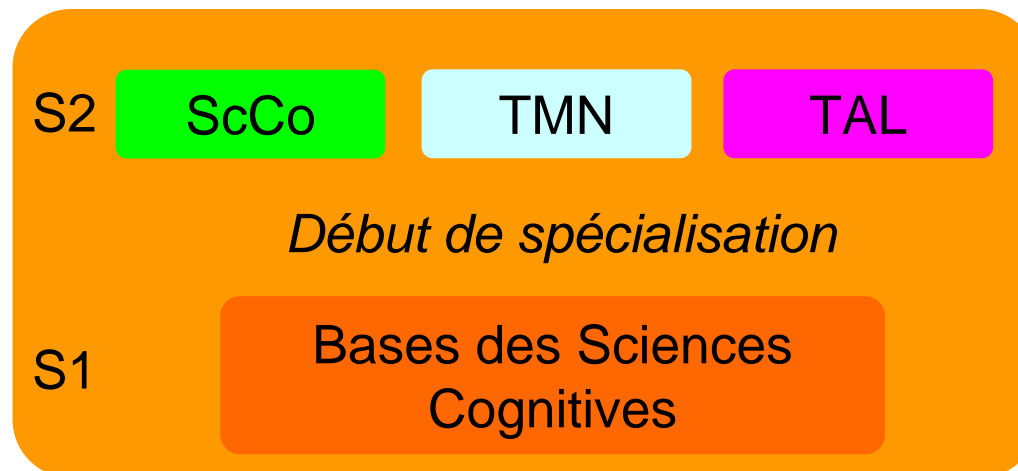 S2 ScCo TMN TAL
Début de spécialisation
S1 Bases des Sciences
Cognitives